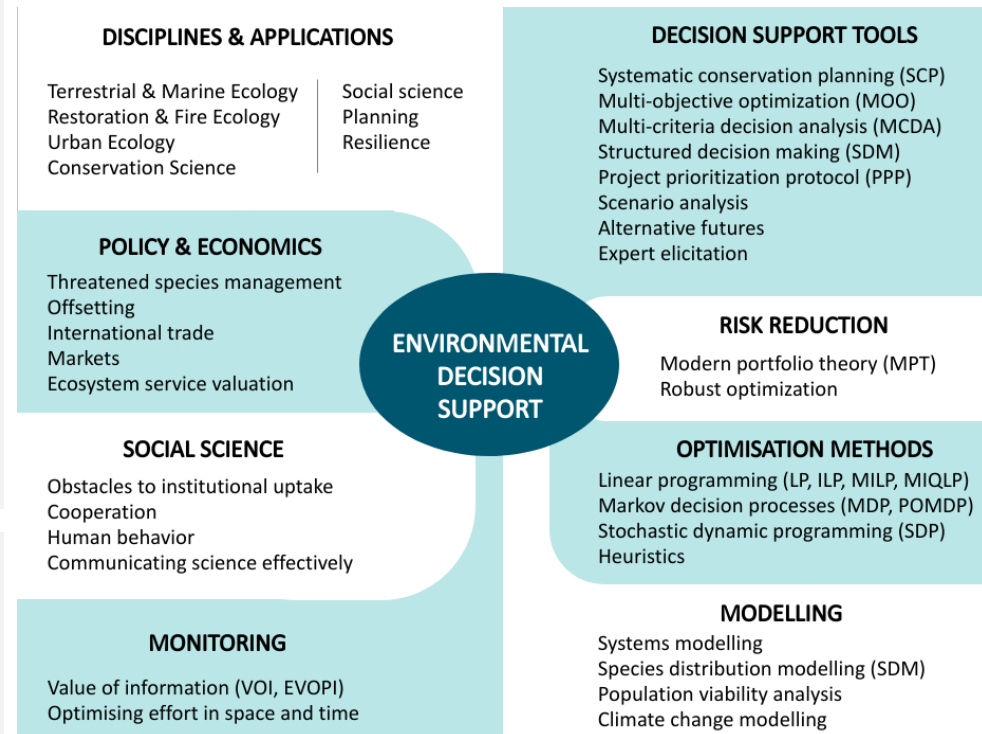 DISCIPLINES & APPLICATIONS
Terrestrial & Marine Ecology
Restoration & Fire Ecology
Urban Ecology
Conservation Science
Social science
Planning
Resilience
POLICY & ECONOMICS
Threatened species management
Offsetting
International trade
Markets
Ecosystem service valuation
SOCIAL SCIENCE
Obstacles to institutional uptake
Cooperation
Human behavior
Communicating science effectively
MONITORING
Value of information (VOI, EVOPI)
Optimising effort in space and time
ENVIRONMENTAL
DECISION
SUPPORT
DECISION SUPPORT TOOLS
Systematic conservation planning (SCP)
Multi-objective optimization (MOO)
Multi-criteria decision analysis (MCDA)
Structured decision making (SDM)
Project prioritization protocol (PPP)
Scenario analysis
Alternative futures
Expert elicitation
RISK REDUCTION
Modern portfolio theory (MPT)
Robust optimization
OPTIMISATION METHODS
Linear programming (LP, ILP, MILP, MIQLP)
Markov decision processes (MDP, POMDP)
Stochastic dynamic programming (SDP)
Heuristics
MODELLING
Systems modelling
Species distribution modelling (SDM)
Population viability analysis
Climate change modelling